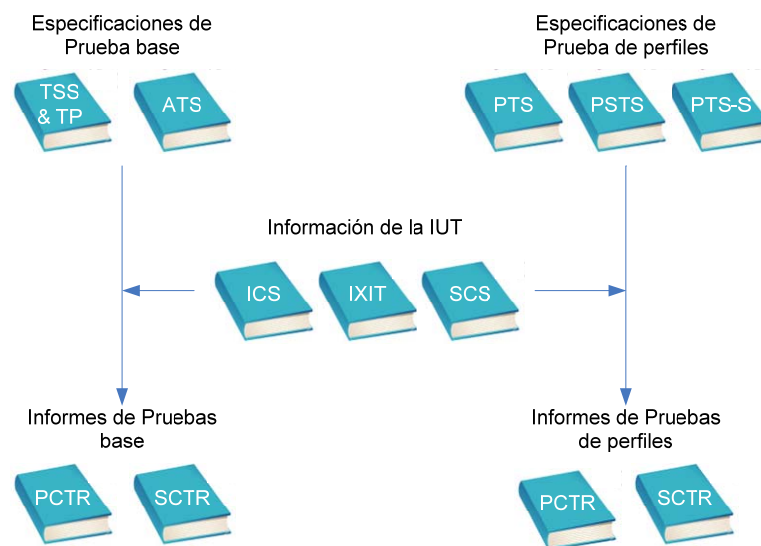 Especificaciones de
Prueba base
TSS
& TP
ATS
Especificaciones de
Prueba de perfiles
PTS
PSTS
PTS-S
Información de la IUT
ICS
IXIT
SCS
Informes de Pruebas
base
PCTR
SCTR
Informes de Pruebas
de perfiles
PCTR
SCTR